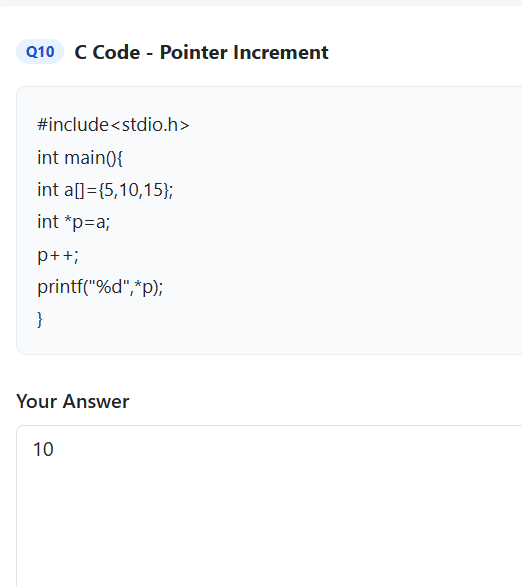 Q10 C Code - Pointer Increment
#include<stdio.h>
int main(){
int a[]={5,10,15};
int *p=a;
p++;
printf("%d",*p);
}
Your Answer
10